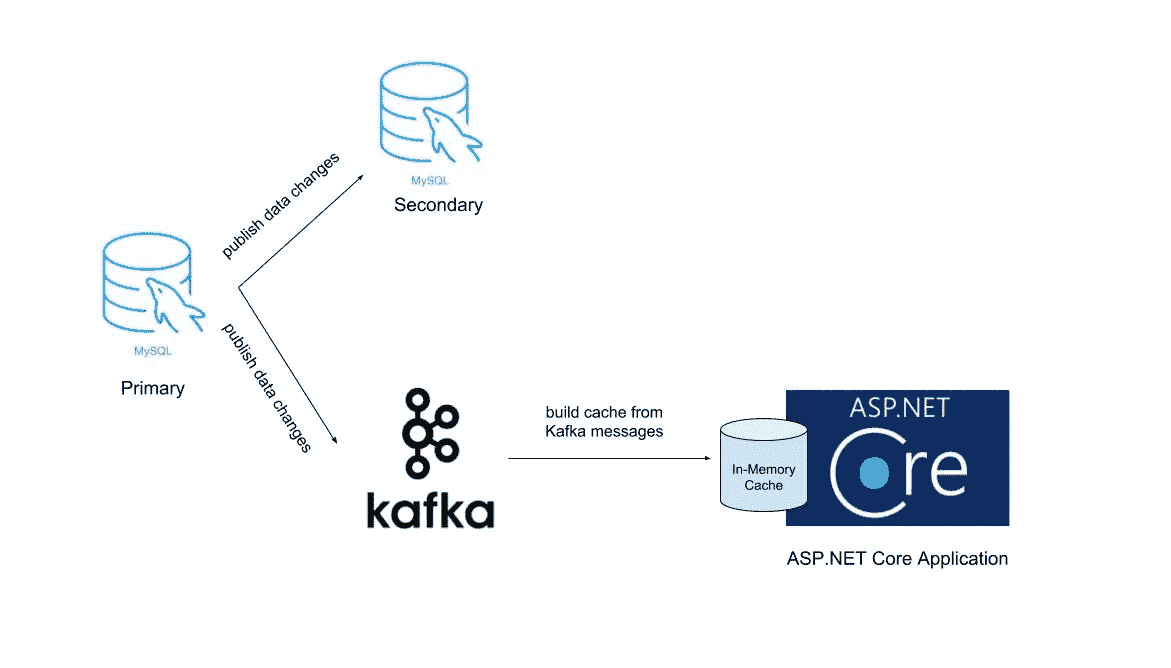 MySQL
Secondary
publish data changes
MySQL
Primary
publish data changes
kafka
build cache from
Kafka messages
In-Memory
Cache
ASP.NET
Core
ASP.NET Core Application